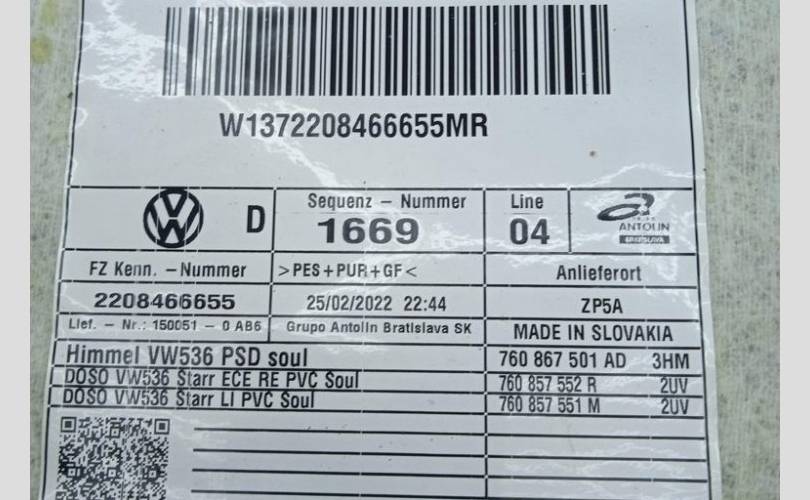 W1372208466655MR
D
Sequenz - Nummer
1669
Line
04
ANTOLIN
BRATISLAVA
FZ Kenn. - Nummer
>PES+PUR+GF<
Anlieferort
2208466655
25/02/2022 22:44
ZP5A
Lief. - Nr.: 150051 - 0 AB6
Grupo Antolin Bratislava SK
MADE IN SLOVAKIA
Himmel VW536 PSD soul 760 867 501 AD 3HM
DOSO VW536 Starr ECE RE PVC Soul 760 857 552 R 2UV
DOSO VW536 Starr LI PVC Soul 760 857 551 M 2UV